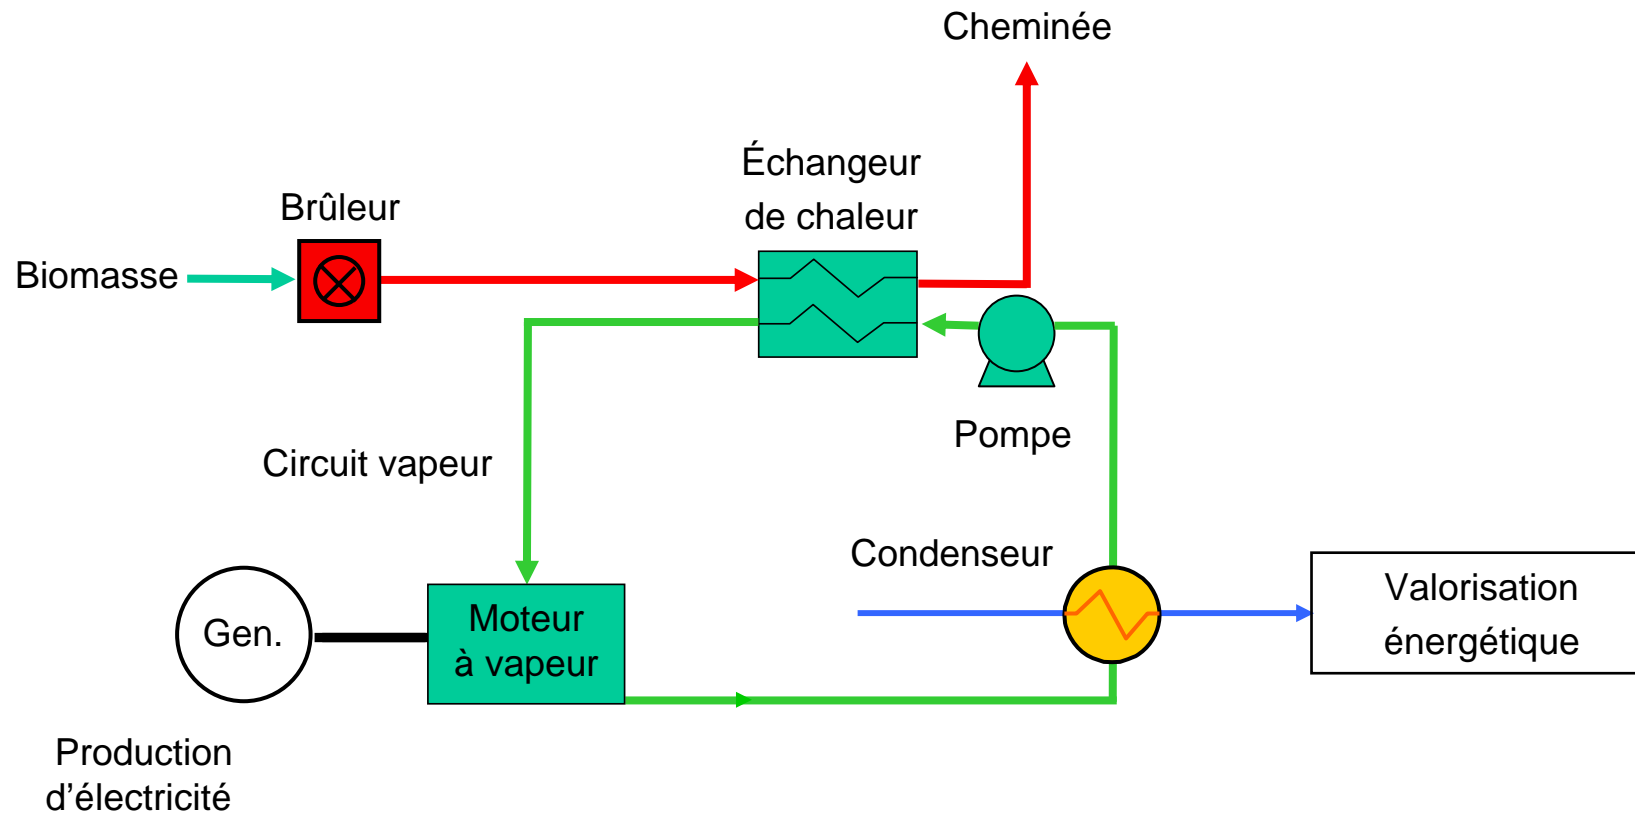 Cheminée
Échangeur
de chaleur
Brûleur
Biomasse
Pompe
Circuit vapeur
Condenseur
Valorisation
énergétique
Moteur
à vapeur
Gen.
Production
d’électricité